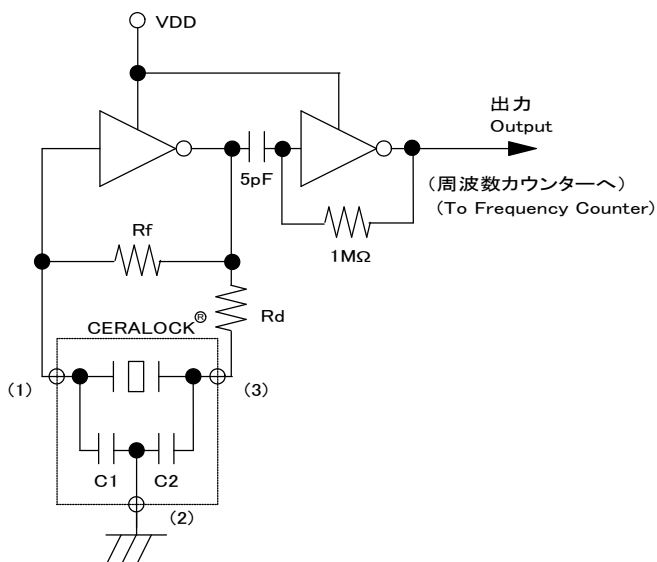 VDD
出力
Output
5pF
(周波数カウンターへ)
(To Frequency Counter)
Rf
1MΩ
Rd
CERALOCK®
(1)
(3)
C1
C2
(2)